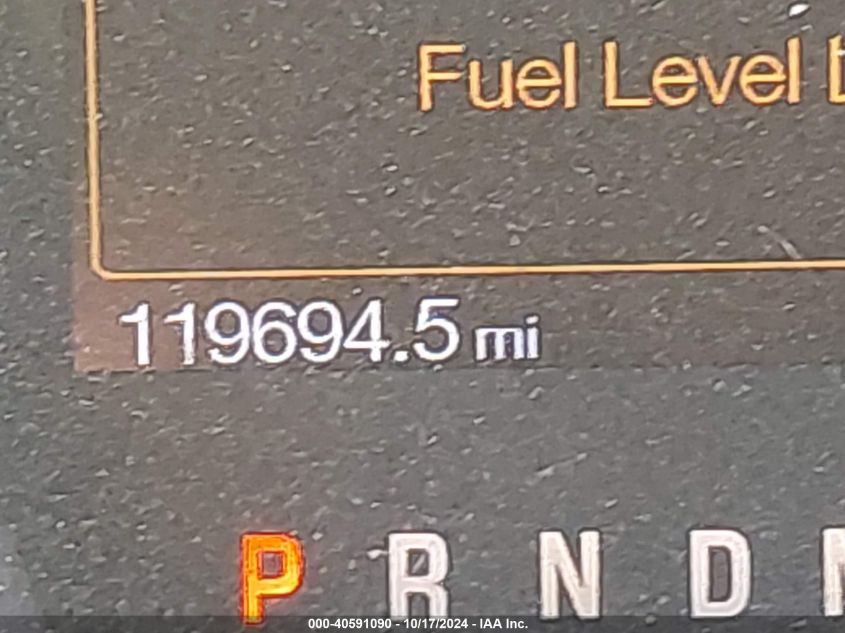 Fuel Level
119694.5 mi
P R N D
000-40591090 - 10/17/2024 - IAA Inc.